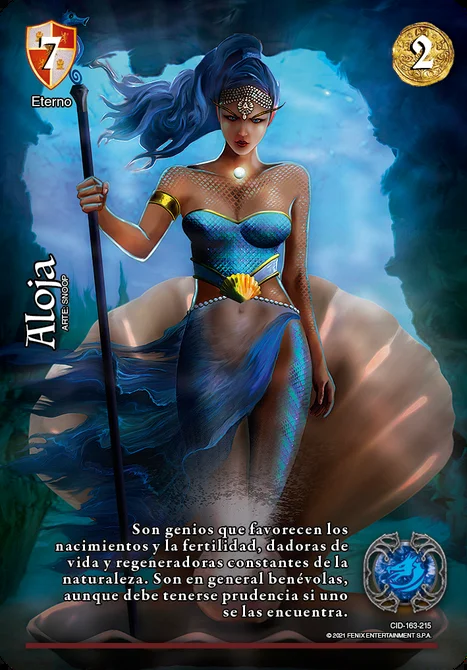 7
2
Eterno
Aloja
ARTE: SNOOP
Son genios que favorecen los
nacimientos y la fertilidad, dadoras de
vida y regeneradoras constantes de la
naturaleza. Son en general benévolas,
aunque debe tenerse prudencia si uno
se las encuentra.
CID-163-215
© 2021 FENIX ENTERTAINMENT S.P.A.